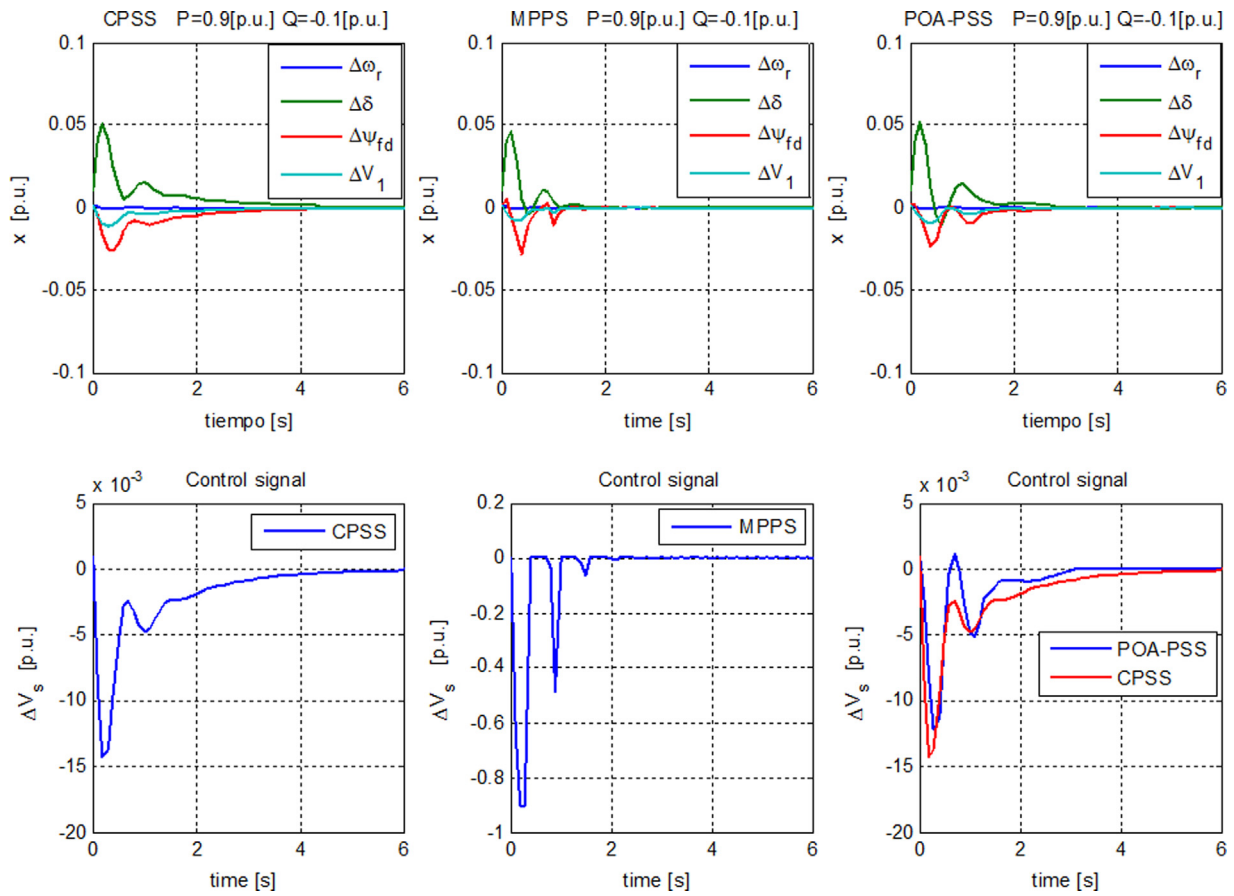 CPSS P=0.9[p.u.] Q=-0.1[p.u.]
0.1
0.05
0
-0.05
-0.1
x [p.u.]
Δω_r
Δδ
Δψ_fd
ΔV_1
0 2 4 6
tiempo [s]
MPPS P=0.9[p.u.] Q=-0.1[p.u.]
0.1
0.05
0
-0.05
-0.1
x [p.u.]
Δω_r
Δδ
Δψ_fd
ΔV_1
0 2 4 6
time [s]
POA-PSS P=0.9[p.u.] Q=-0.1[p.u.]
0.1
0.05
0
-0.05
-0.1
x [p.u.]
Δω_r
Δδ
Δψ_fd
ΔV_1
0 2 4 6
tiempo [s]
x 10^-3
Control signal
5
0
-5
-10
-15
-20
ΔV_s [p.u.]
CPSS
0 2 4 6
time [s]
Control signal
0.2
0
-0.2
-0.4
-0.6
-0.8
-1
ΔV_s [p.u.]
MPPS
0 2 4 6
time [s]
x 10^-3
Control signal
5
0
-5
-10
-15
-20
ΔV_s [p.u.]
POA-PSS
CPSS
0 2 4 6
time [s]